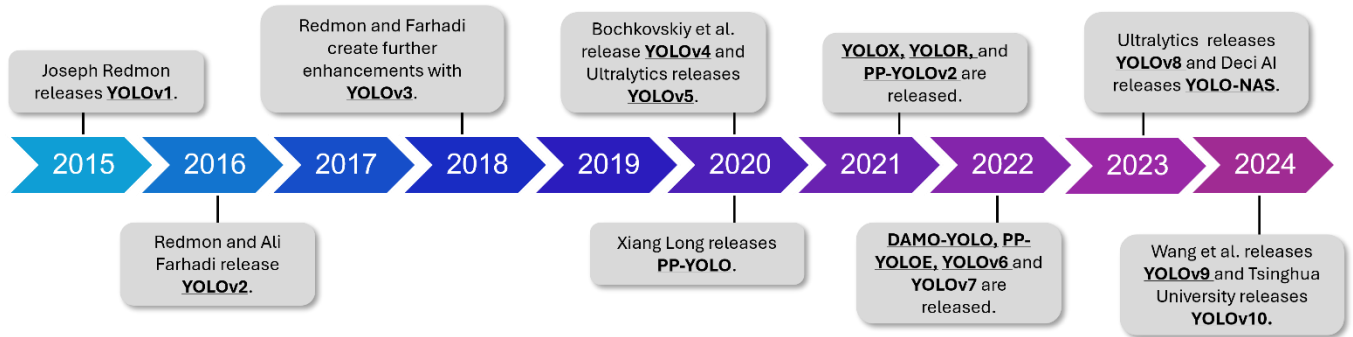 Joseph Redmon
releases YOLOv1.
Redmon and Farhadi
create further
enhancements with
YOLOv3.
Bochkovskiy et al.
release YOLOv4 and
Ultralytics releases
YOLOv5.
YOLOX, YOLOR, and
PP-YOLOv2 are
released.
Ultralytics releases
YOLOv8 and Deci AI
releases YOLO-NAS.
2015 2016 2017 2018 2019 2020 2021 2022 2023 2024
Redmon and Ali
Farhadi release
YOLOv2.
Xiang Long releases
PP-YOLO.
DAMO-YOLO, PP-
YOLOE, YOLOv6 and
YOLOv7 are
released.
Wang et al. releases
YOLOv9 and Tsinghua
University releases
YOLOv10.